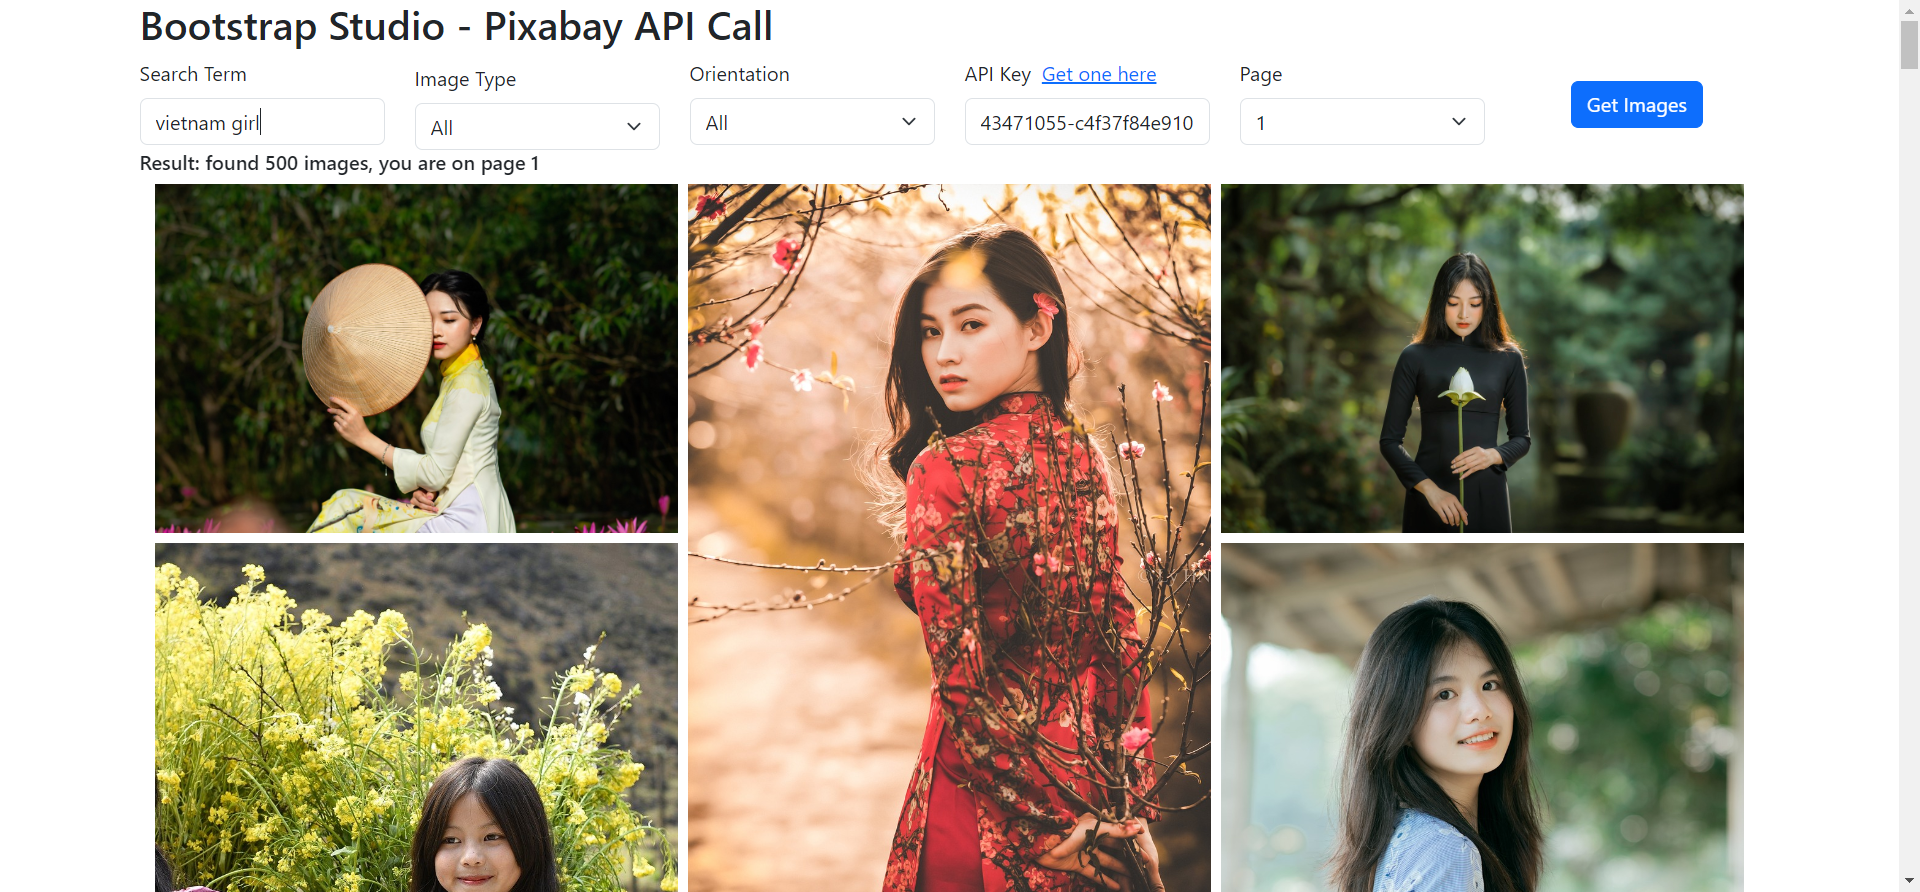 Bootstrap Studio - Pixabay API Call
Search Term
Image Type
Orientation
API Key Get one here
Page
vietnam girl
All
All
43471055-c4f37f84e910
1
Get Images
Result: found 500 images, you are on page 1